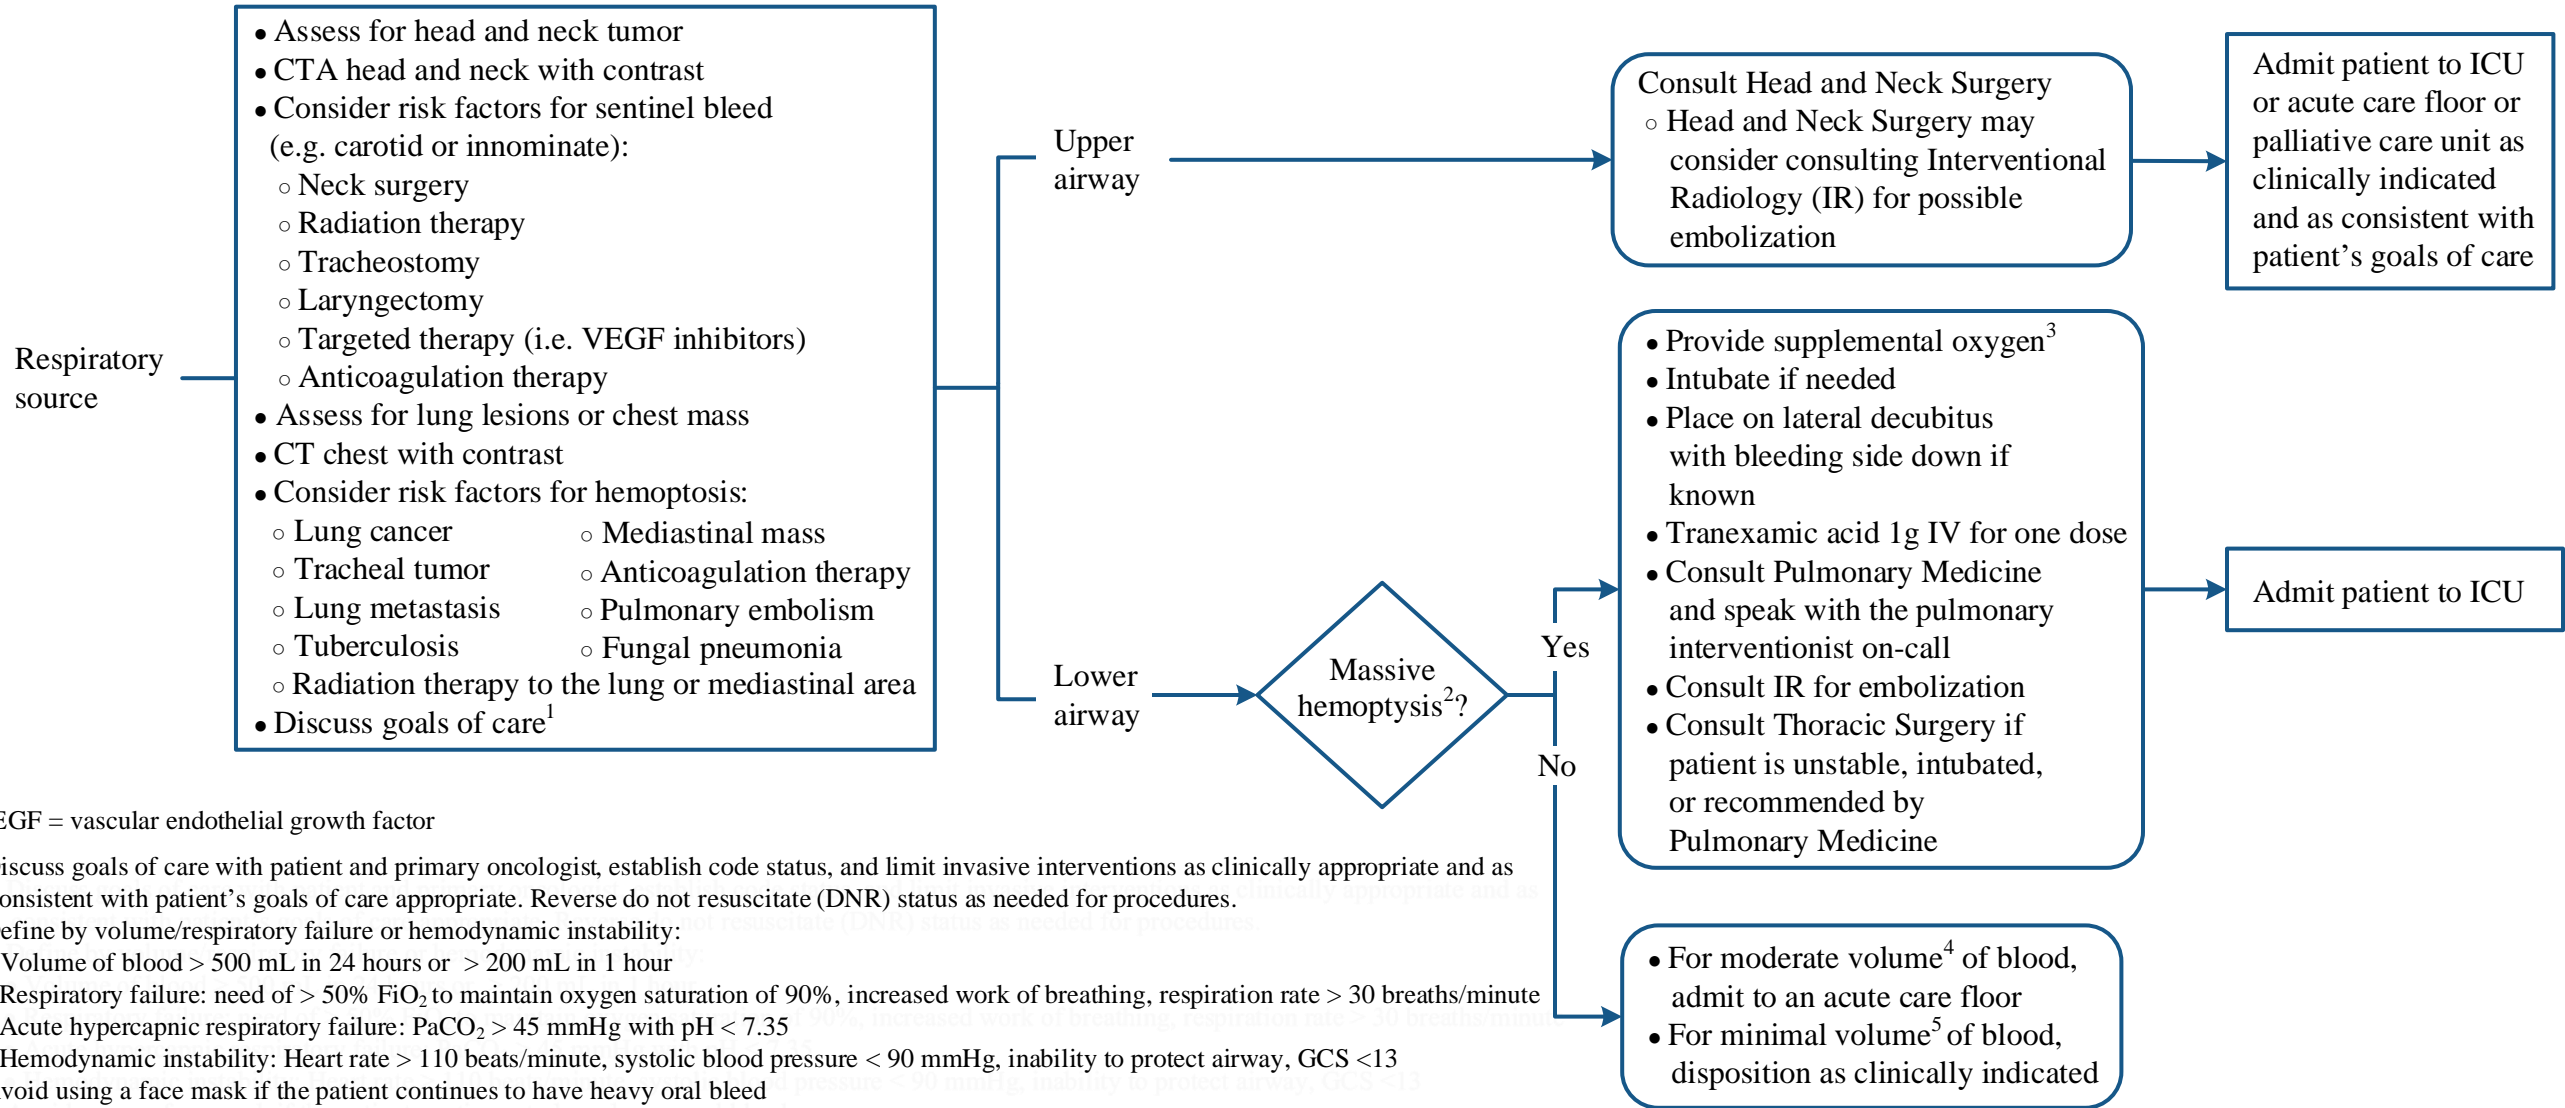 Respiratory
source
● Assess for head and neck tumor
● CTA head and neck with contrast
● Consider risk factors for sentinel bleed
(e.g. carotid or innominate):
○ Neck surgery
○ Radiation therapy
○ Tracheostomy
○ Laryngectomy
○ Targeted therapy (i.e. VEGF inhibitors)
○ Anticoagulation therapy
● Assess for lung lesions or chest mass
● CT chest with contrast
● Consider risk factors for hemoptosis:
○ Lung cancer
○ Tracheal tumor
○ Lung metastasis
○ Tuberculosis
○ Mediastinal mass
○ Anticoagulation therapy
○ Pulmonary embolism
○ Fungal pneumonia
○ Radiation therapy to the lung or mediastinal area
● Discuss goals of care1
Upper
airway
Consult Head and Neck Surgery
○ Head and Neck Surgery may
consider consulting Interventional
Radiology (IR) for possible
embolization
Admit patient to ICU
or acute care floor or
palliative care unit as
clinically indicated
and as consistent with
patient's goals of care
Lower
airway
Massive
hemoptysis2?
Yes
● Provide supplemental oxygen3
● Intubate if needed
● Place on lateral decubitus
with bleeding side down if
known
● Tranexamic acid 1g IV for one dose
● Consult Pulmonary Medicine
and speak with the pulmonary
interventionist on-call
● Consult IR for embolization
● Consult Thoracic Surgery if
patient is unstable, intubated,
or recommended by
Pulmonary Medicine
Admit patient to ICU
No
● For moderate volume4 of blood,
admit to an acute care floor
● For minimal volume5 of blood,
disposition as clinically indicated
EGF = vascular endothelial growth factor
iscuss goals of care with patient and primary oncologist, establish code status, and limit invasive interventions as clinically appropriate and as
onsistent with patient's goals of care appropriate. Reverse do not resuscitate (DNR) status as needed for procedures.
efine by volume/respiratory failure or hemodynamic instability:
Volume of blood > 500 mL in 24 hours or > 200 mL in 1 hour
Respiratory failure: need of > 50% FiO2 to maintain oxygen saturation of 90%, increased work of breathing, respiration rate > 30 breaths/minute
Acute hypercapnic respiratory failure: PaCO2 > 45 mmHg with pH < 7.35
Hemodynamic instability: Heart rate > 110 beats/minute, systolic blood pressure < 90 mmHg, inability to protect airway, GCS <13
void using a face mask if the patient continues to have heavy oral bleed